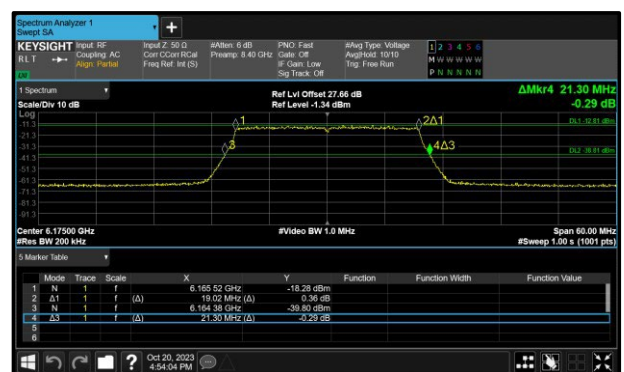 Spectrum Analyzer 1
Swept SA
+
KEYSIGHT Input: RF Input Z: 50 Ω #Atten: 6 dB PNO: Fast #Avg Type: Voltage 1 2 3 4 5 6
RLT Coupling: AC Corr CCorr RCal Preamp: 8.40 GHz Gate: Off Avg|Hold: 10/10 M W W W W W
Align: Partial Freq Ref: Int (S) IF Gain: Low Trig: Free Run
Sig Track: Off P N N N N N
1 Spectrum Ref Lvl Offset 27.66 dB ΔMkr4 21.30 MHz
Scale/Div 10 dB Ref Level -1.34 dBm -0.29 dB
Log
-11.3
-21.3
-31.3
-41.3
-51.3
-61.3
-71.3
-81.3
-91.3
1
2Δ1
DL1 -12.81 dBm
3
4Δ3
Center 6.17500 GHz #Video BW 1.0 MHz Span 60.00 MHz
#Res BW 200 kHz #Sweep 1.00 s (1001 pts)
5 Marker Table
Mode Trace Scale X Y Function Function Width Function Value
1 N 1 f 6.165 52 GHz -18.28 dBm
2 Δ1 1 f (Δ) 19.02 MHz (Δ) 0.36 dB
3 N 1 f 6.164 38 GHz -39.80 dBm
4 Δ3 1 f (Δ) 21.30 MHz (Δ) -0.29 dB
5
6
? Oct 20, 2023
4:54:04 PM